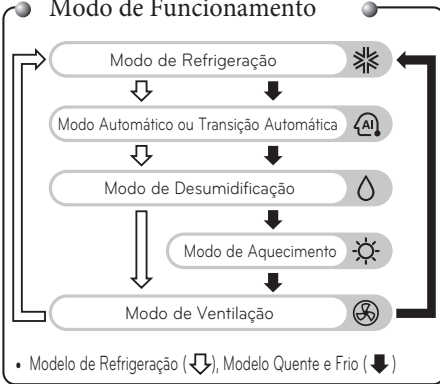 Modo de Funcionamento
Modo de Refrigeração
Modo Automático ou Transição Automática
AI
Modo de Desumidificação
Modo de Aquecimento
Modo de Ventilação
• Modelo de Refrigeração (), Modelo Quente e Frio ()